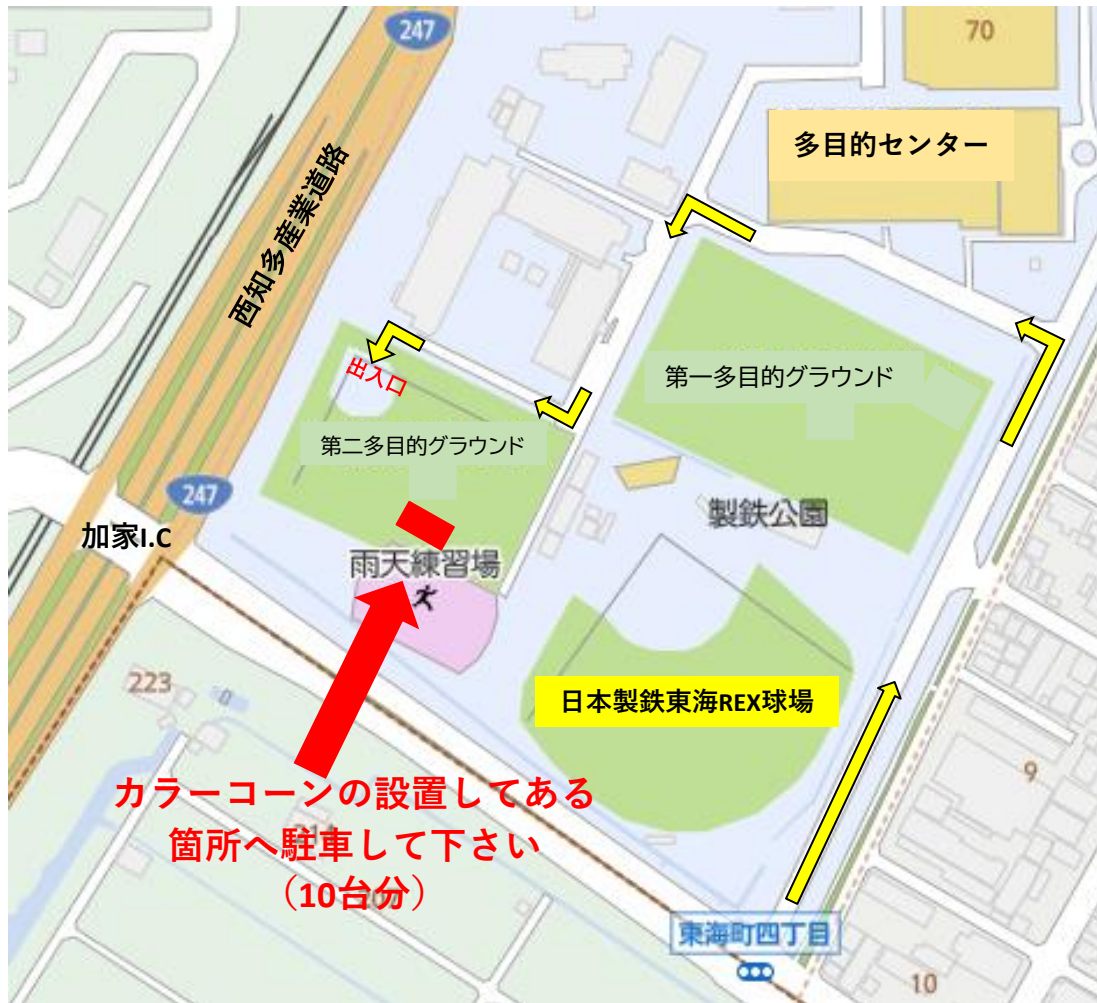 247
70
多目的センター
西知多産業道路
出入口
第一多目的グラウンド
第二多目的グラウンド
247
製鉄公園
加家I.C
雨天練習場
223
日本製鉄東海REX球場
9
カラーコーンの設置してある
箇所へ駐車して下さい
（10台分）
東海町四丁目
10